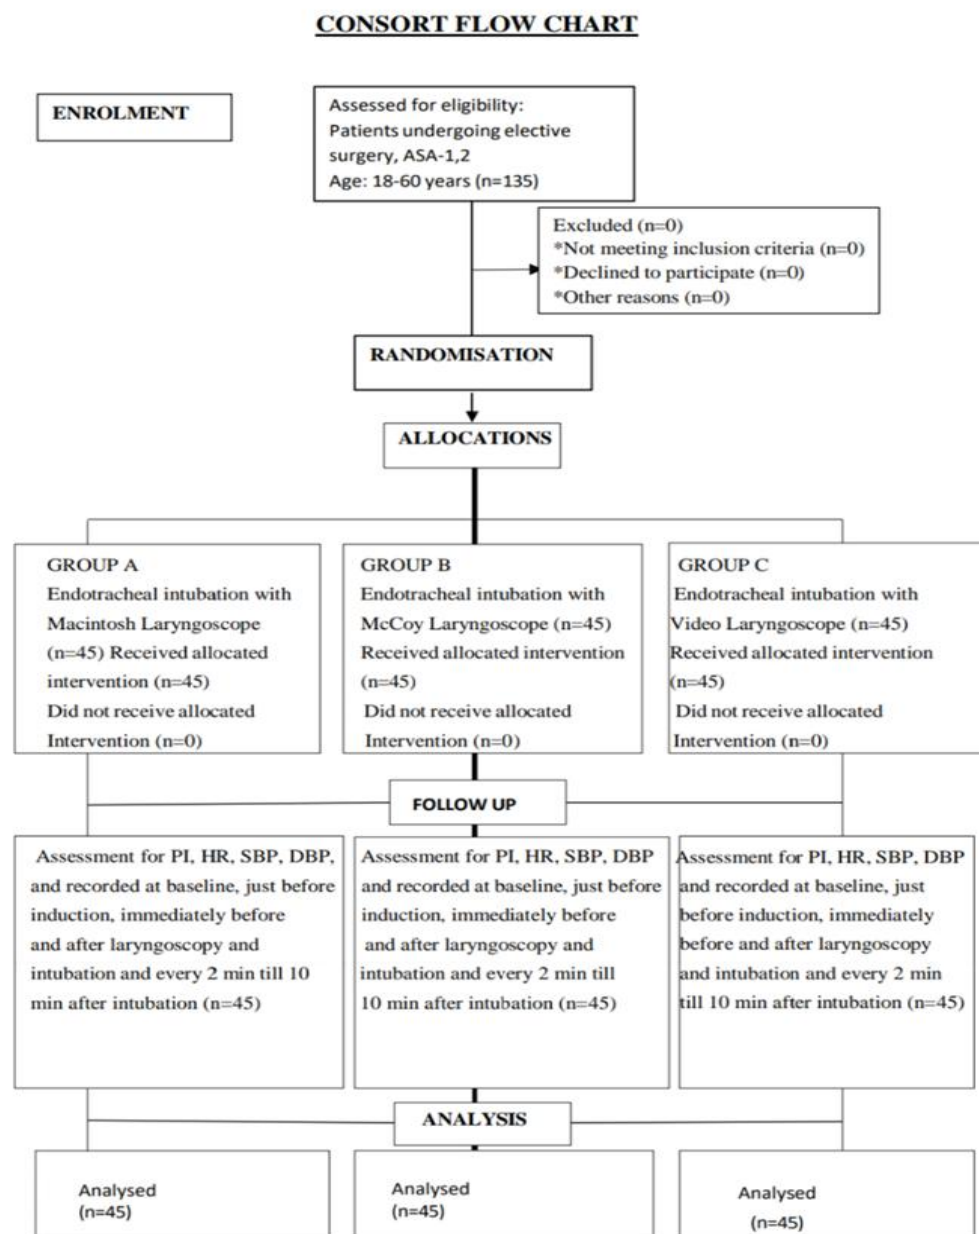 CONSORT FLOW CHART
ENROLMENT
Assessed for eligibility:
Patients undergoing elective
surgery, ASA-1,2
Age: 18-60 years (n=135)
Excluded (n=0)
*Not meeting inclusion criteria (n=0)
*Declined to participate (n=0)
*Other reasons (n=0)
RANDOMISATION
ALLOCATIONS
GROUP A
Endotracheal intubation with
Macintosh Laryngoscope
(n=45) Received allocated
intervention (n=45)
Did not receive allocated
Intervention (n=0)
GROUP B
Endotracheal intubation with
McCoy Laryngoscope (n=45)
Received allocated intervention
(n=45)
Did not receive allocated
Intervention (n=0)
GROUP C
Endotracheal intubation with
Video Laryngoscope (n=45)
Received allocated intervention
(n=45)
Did not receive allocated
Intervention (n=0)
FOLLOW UP
Assessment for PI, HR, SBP, DBP,
and recorded at baseline, just before
induction, immediately before
and after laryngoscopy and
intubation and every 2 min till 10
min after intubation (n=45)
Assessment for PI, HR, SBP, DBP
and recorded at baseline, just before
induction, immediately before
and after laryngoscopy and
intubation and every 2 min till
10 min after intubation (n=45)
Assessment for PI, HR, SBP, DBP
and recorded at baseline, just
before induction, immediately
before and after laryngoscopy
and intubation and every 2 min
till 10 min after intubation (n=45)
ANALYSIS
Analysed
(n=45)
Analysed
(n=45)
Analysed
(n=45)